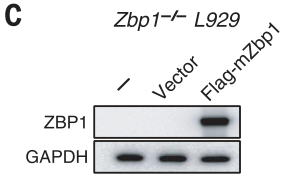 C
Zbp1–/– L929
– Vector Flag-mZbp1
ZBP1
GAPDH